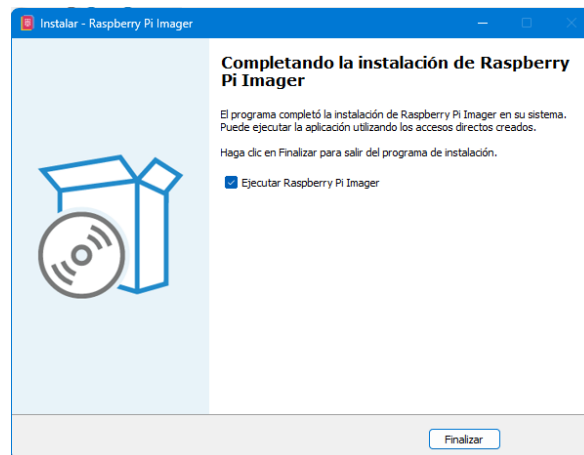 Instalar - Raspberry Pi Imager
Completando la instalación de Raspberry
Pi Imager
El programa completó la instalación de Raspberry Pi Imager en su sistema.
Puede ejecutar la aplicación utilizando los accesos directos creados.
Haga clic en Finalizar para salir del programa de instalación.
Ejecutar Raspberry Pi Imager
Finalizar